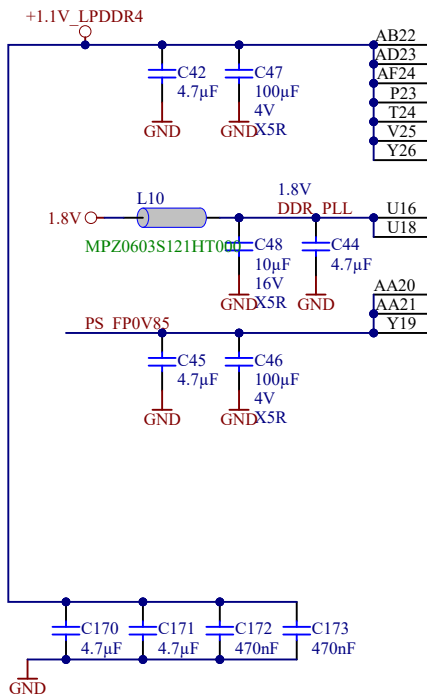 +1.1V_LPDDR4
AB22
AD23
AF24
P23
T24
V25
Y26
C42
4.7µF
GND
C47
100µF
4V
X5R
GND
L10
1.8V
MPZ0603S121HT000
1.8V
DDR_PLL
U16
U18
C48
10µF
16V
X5R
GND
C44
4.7µF
GND
AA20
AA21
Y19
PS_FP0V85
C45
4.7µF
GND
C46
100µF
4V
X5R
GND
C170
4.7µF
C171
4.7µF
C172
470nF
C173
470nF
GND